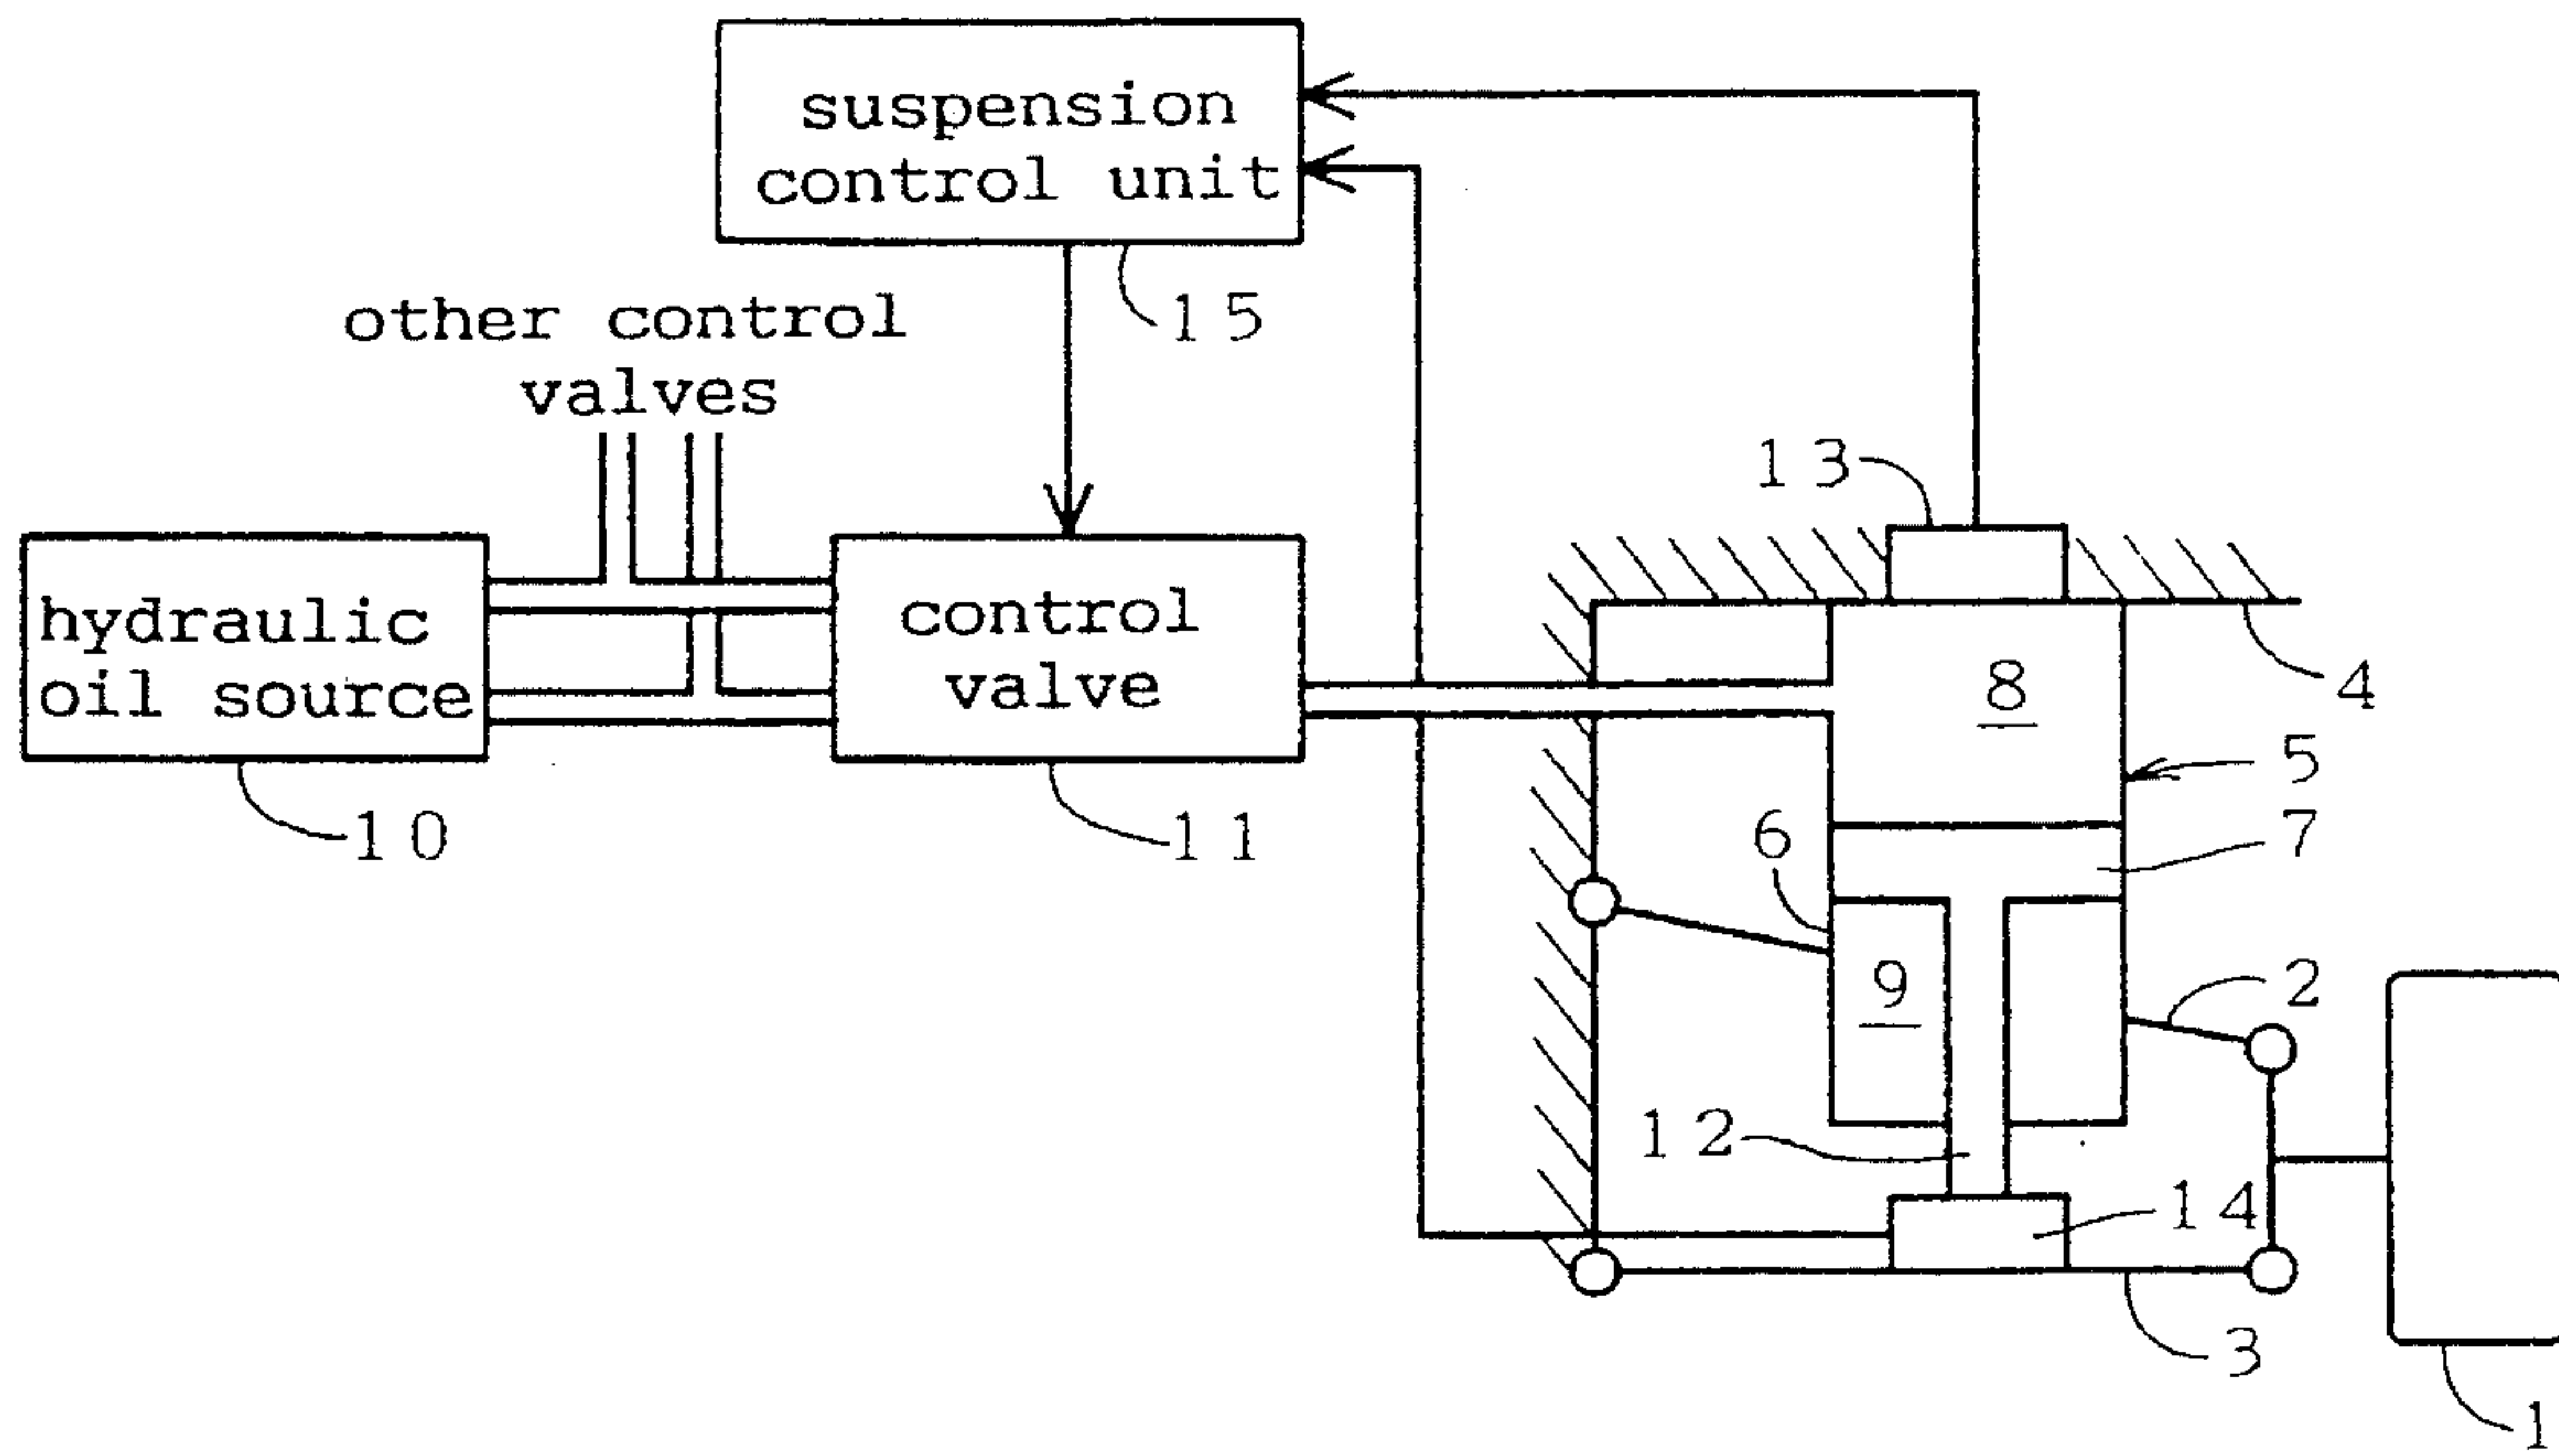 suspension
control unit
15
other control
valves
13
hydraulic
oil source
control
valve
8
4
5
10
11
6
7
9
2
12
14
3
1